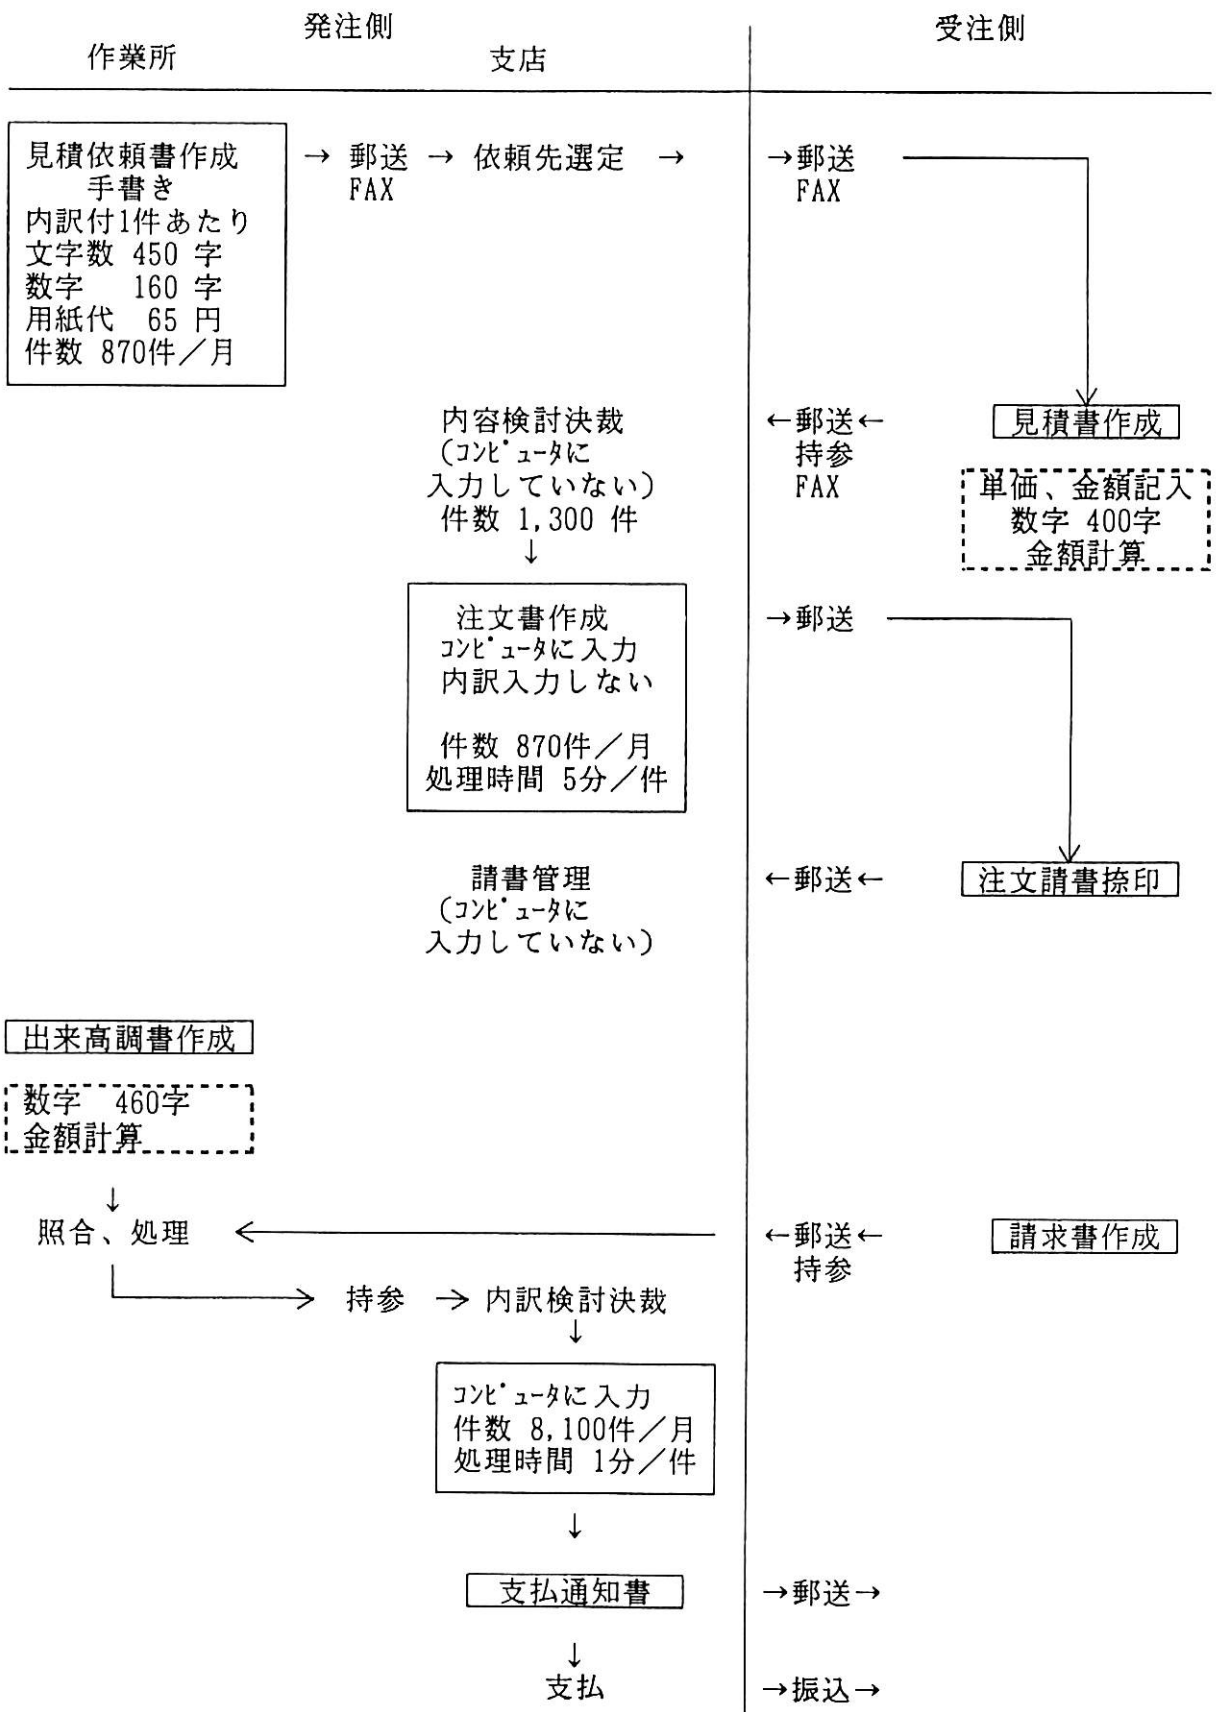 発注側
受注側
作業所
支店
見積依頼書作成
手書き
内訳付1件あたり
文字数 450 字
数字 160 字
用紙代 65 円
件数 870件／月
→ 郵送 → 依頼先選定 →
FAX
→郵送
FAX
内容検討決裁
(コンピュータに
入力していない)
件数 1,300 件
↓
←郵送←
持参
FAX
見積書作成
単価、金額記入
数字 400字
金額計算
注文書作成
コンピュータに入力
内訳入力しない
件数 870件／月
処理時間 5分／件
→郵送
請書管理
(コンピュータに
入力していない)
←郵送←
注文請書捺印
出来高調書作成
数字 460字
金額計算
↓
照合、処理
←郵送←
持参
請求書作成
持参 → 内訳検討決裁
↓
コンピュータに入力
件数 8,100件／月
処理時間 1分／件
↓
支払通知書
→郵送→
↓
支払
→振込→